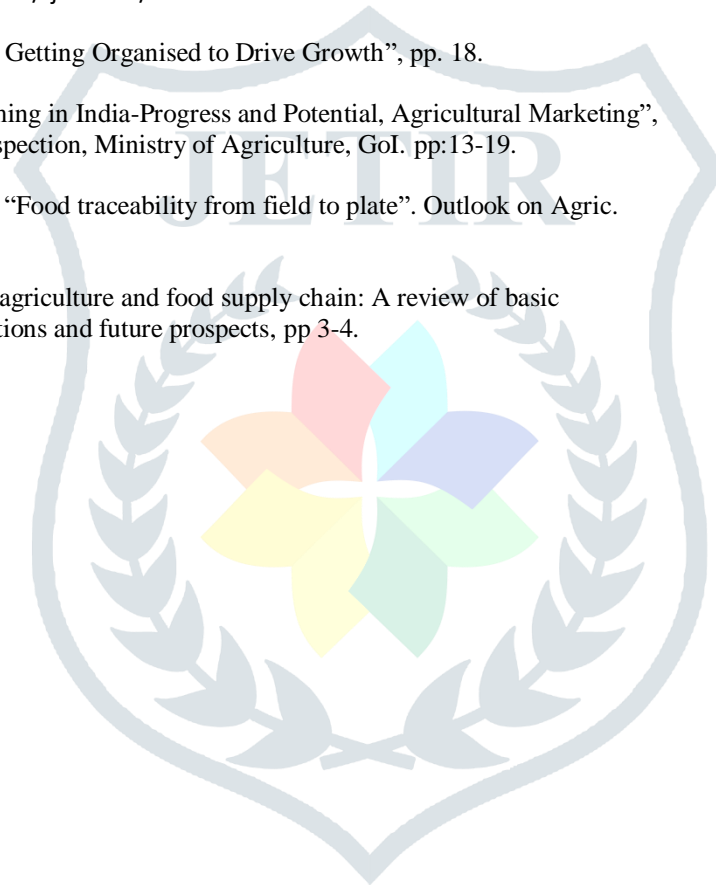 Getting Organised to Drive Growth”, pp. 18.
ning in India-Progress and Potential, Agricultural Marketing”,
spection, Ministry of Agriculture, GoI. pp:13-19.
“Food traceability from field to plate”. Outlook on Agric.
JETIR
agriculture and food supply chain: A review of basic
tions and future prospects, pp 3-4.